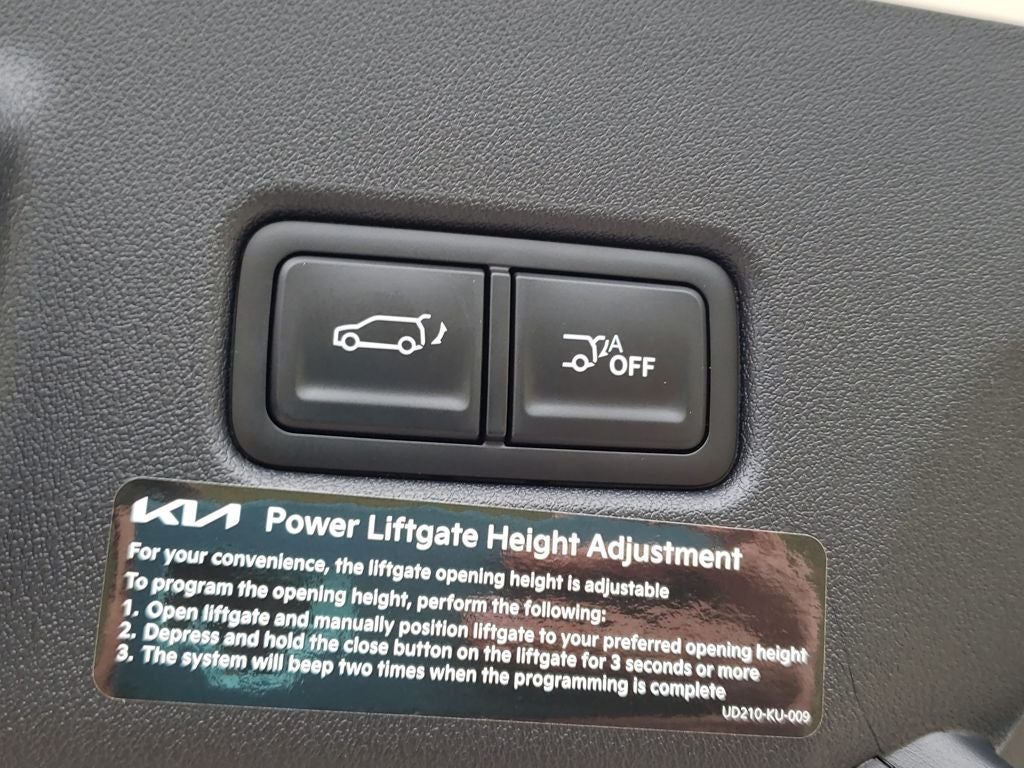 A
OFF
KIA Power Liftgate Height Adjustment
For your convenience, the liftgate opening height is adjustable
To program the opening height, perform the following:
1. Open liftgate and manually position liftgate to your preferred opening height
2. Depress and hold the close button on the liftgate for 3 seconds or more
3. The system will beep two times when the programming is complete
UD210-KU-009